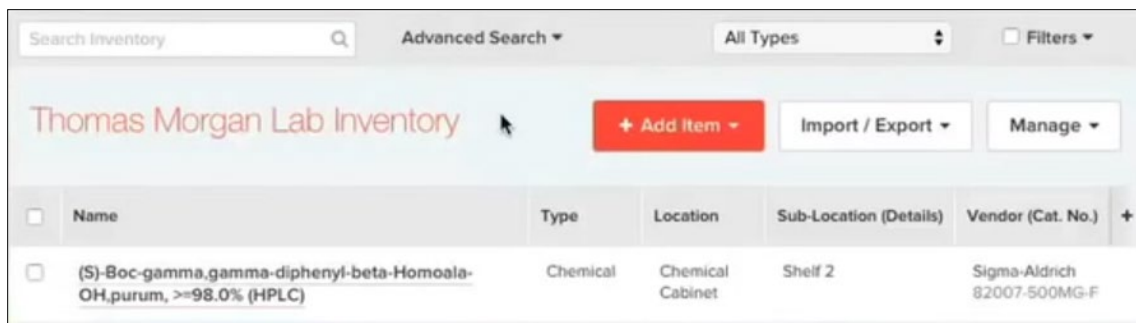 Search Inventory Advanced Search All Types Filters
Thomas Morgan Lab Inventory + Add Item Import / Export Manage
Name Type Location Sub-Location (Details) Vendor (Cat. No.) +
(S)-Boc-gamma,gamma-diphenyl-beta-Homoala- Chemical Chemical Shelf 2 Sigma-Aldrich
OH,purum, >=98.0% (HPLC) Cabinet 82007-500MG-F